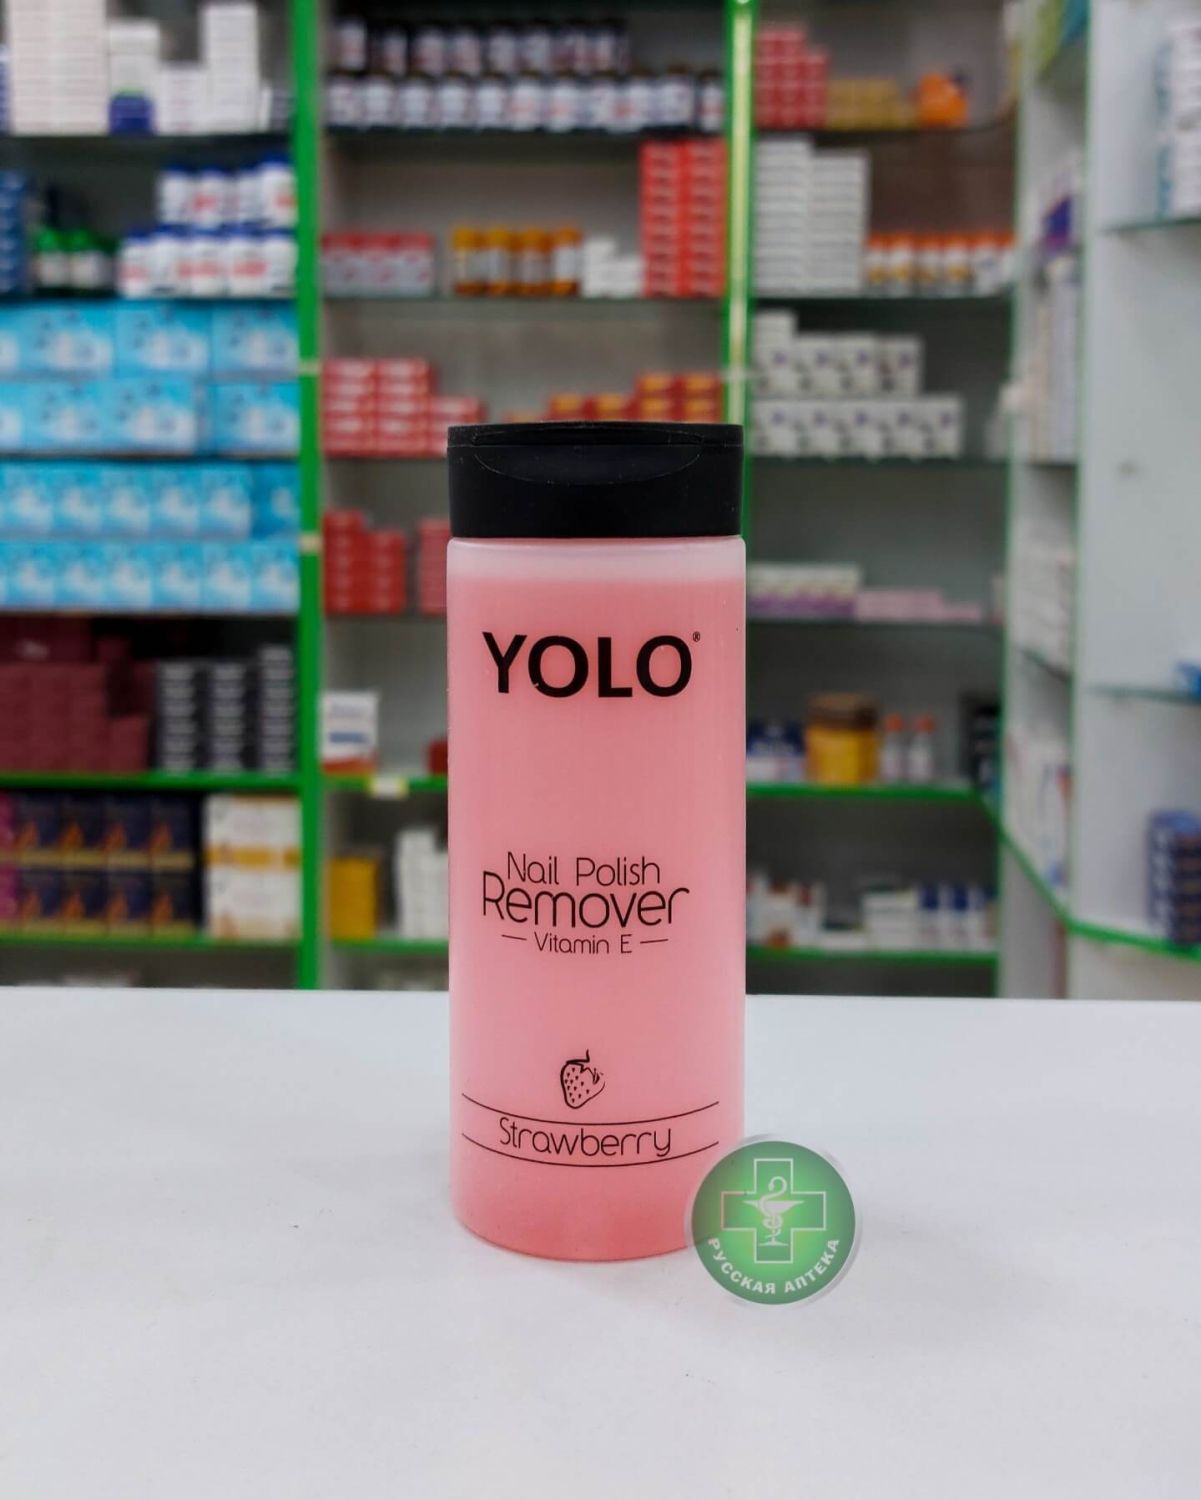 YOLO®
Nail Polish
Remover
— Vitamin E —
Strawberry
РУССКАЯ АПТЕКА